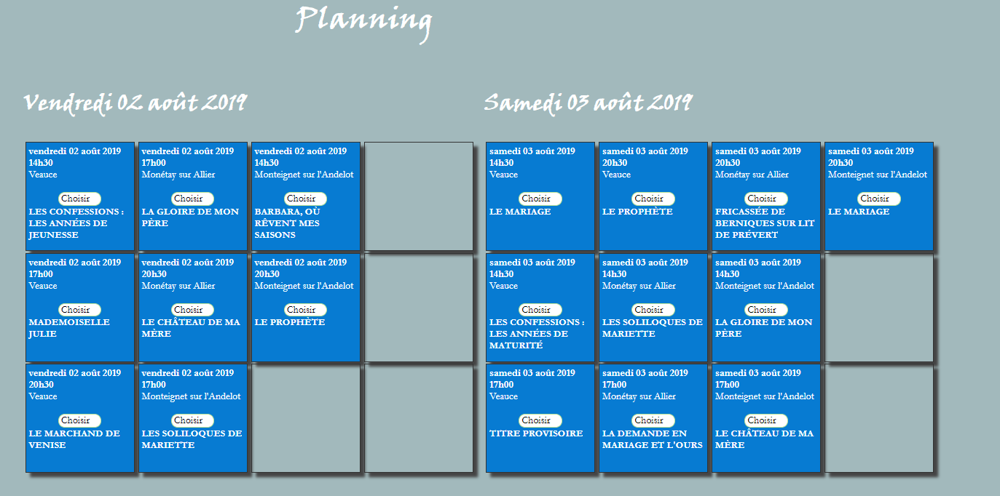 Planning
Vendredi 02 août 2019
vendredi 02 août 2019
14h30
Veauce
Choisir
LES CONFESSIONS :
LES ANNÉES DE
JEUNESSE
vendredi 02 août 2019
17h00
Monétay sur Allier
Choisir
LA GLOIRE DE MON
PÈRE
vendredi 02 août 2019
14h30
Monteignet sur l'Andelot
Choisir
BARBARA, OÙ
RÊVENT MES
SAISONS
vendredi 02 août 2019
17h00
Veauce
Choisir
MADEMOISELLE
JULIE
vendredi 02 août 2019
20h30
Monétay sur Allier
Choisir
LE CHÂTEAU DE MA
MÈRE
vendredi 02 août 2019
20h30
Monteignet sur l'Andelot
Choisir
LE PROPHÈTE
vendredi 02 août 2019
20h30
Veauce
Choisir
LE MARCHAND DE
VENISE
vendredi 02 août 2019
17h00
Monteignet sur l'Andelot
Choisir
LES SOLILOQUES DE
MARIETTE
Samedi 03 août 2019
samedi 03 août 2019
14h30
Veauce
Choisir
LE MARIAGE
samedi 03 août 2019
20h30
Veauce
Choisir
LE PROPHÈTE
samedi 03 août 2019
20h30
Monétay sur Allier
Choisir
FRICASSÉE DE
BERNIQUES SUR LIT
DE PRÉVERT
samedi 03 août 2019
20h30
Monteignet sur l'Andelot
Choisir
LE MARIAGE
samedi 03 août 2019
14h30
Veauce
Choisir
LES CONFESSIONS :
LES ANNÉES DE
MATURITÉ
samedi 03 août 2019
14h30
Monétay sur Allier
Choisir
LES SOLILOQUES DE
MARIETTE
samedi 03 août 2019
14h30
Monteignet sur l'Andelot
Choisir
LA GLOIRE DE MON
PÈRE
samedi 03 août 2019
17h00
Veauce
Choisir
TITRE PROVISOIRE
samedi 03 août 2019
17h00
Monétay sur Allier
Choisir
LA DEMANDE EN
MARIAGE ET L'OURS
samedi 03 août 2019
17h00
Monteignet sur l'Andelot
Choisir
LE CHÂTEAU DE MA
MÈRE